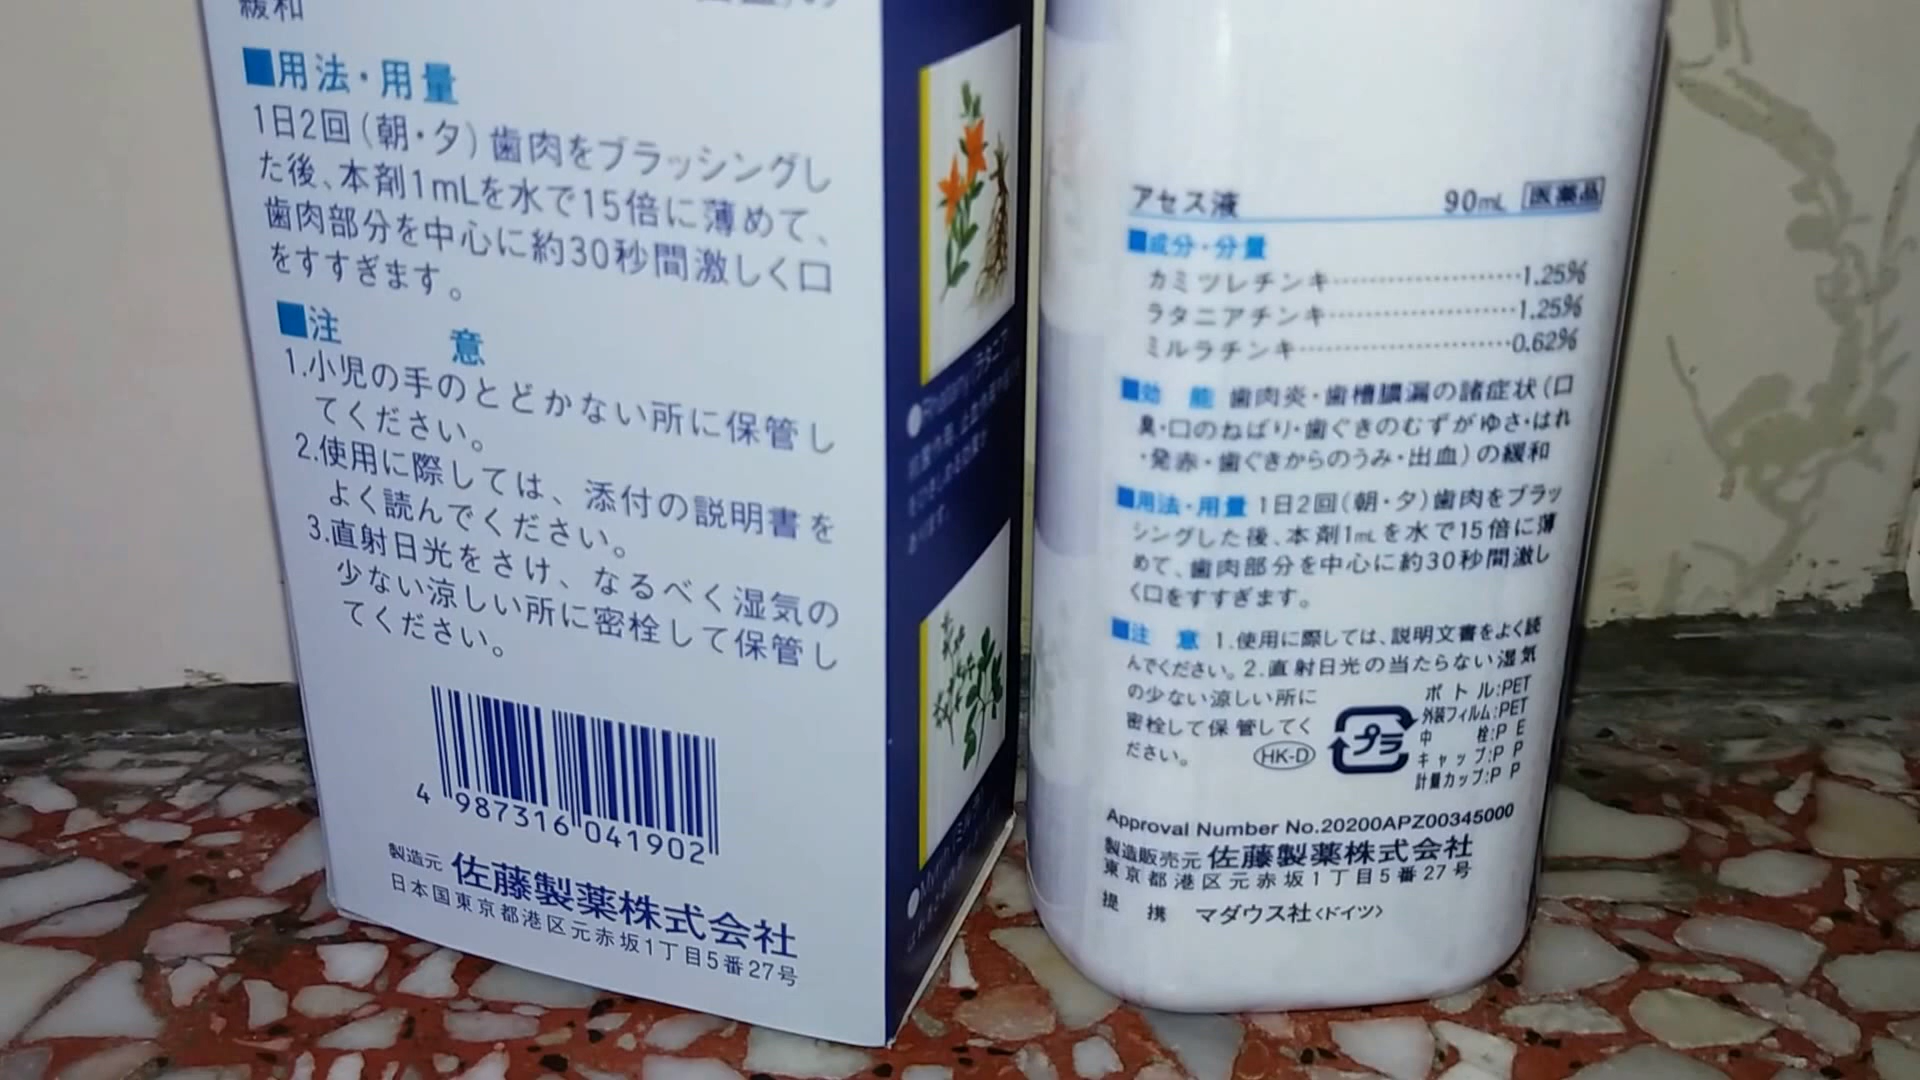 緩和
■用法・用量
1日2回(朝・夕)歯肉をブラッシングし
た後、本剤1mLを水で15倍に薄めて、
歯肉部分を中心に約30秒間激しく口
をすすぎます。
■注 意
1.小児の手のとどかない所に保管し
てください。
2.使用に際しては、添付の説明書を
よく読んでください。
3.直射日光をさけ、なるべく湿気の
少ない涼しい所に密栓して保管し
てください。
4 987316 041902
製造元 佐藤製薬株式会社
日本国東京都港区元赤坂1丁目5番27号
アセス液 90mL 医薬品
■成分・分量
カミツレチンキ…………………1.25%
ラタニアチンキ…………………1.25%
ミルラチンキ……………………0.62%
■効 能 歯肉炎・歯槽膿漏の諸症状(口
臭・口のねばり・歯ぐきのむずがゆさ・はれ
・発赤・歯ぐきからのうみ・出血)の緩和
■用法・用量 1日2回(朝・夕)歯肉をブラッ
シングした後、本剤1mLを水で15倍に薄
めて、歯肉部分を中心に約30秒間激し
く口をすすぎます。
■注 意 1.使用に際しては、説明文書をよく読
んでください。2.直射日光の当たらない湿気
の少ない涼しい所に
密栓して保管してく
ださい。
HK-D
プラ
ボトル:PET
外装フィルム:PET
中 栓:PE
キャップ:PP
計量カップ:PP
Approval Number No.20200APZ00345000
製造販売元 佐藤製薬株式会社
東京都港区元赤坂1丁目5番27号
提 携 マダウス社<ドイツ>